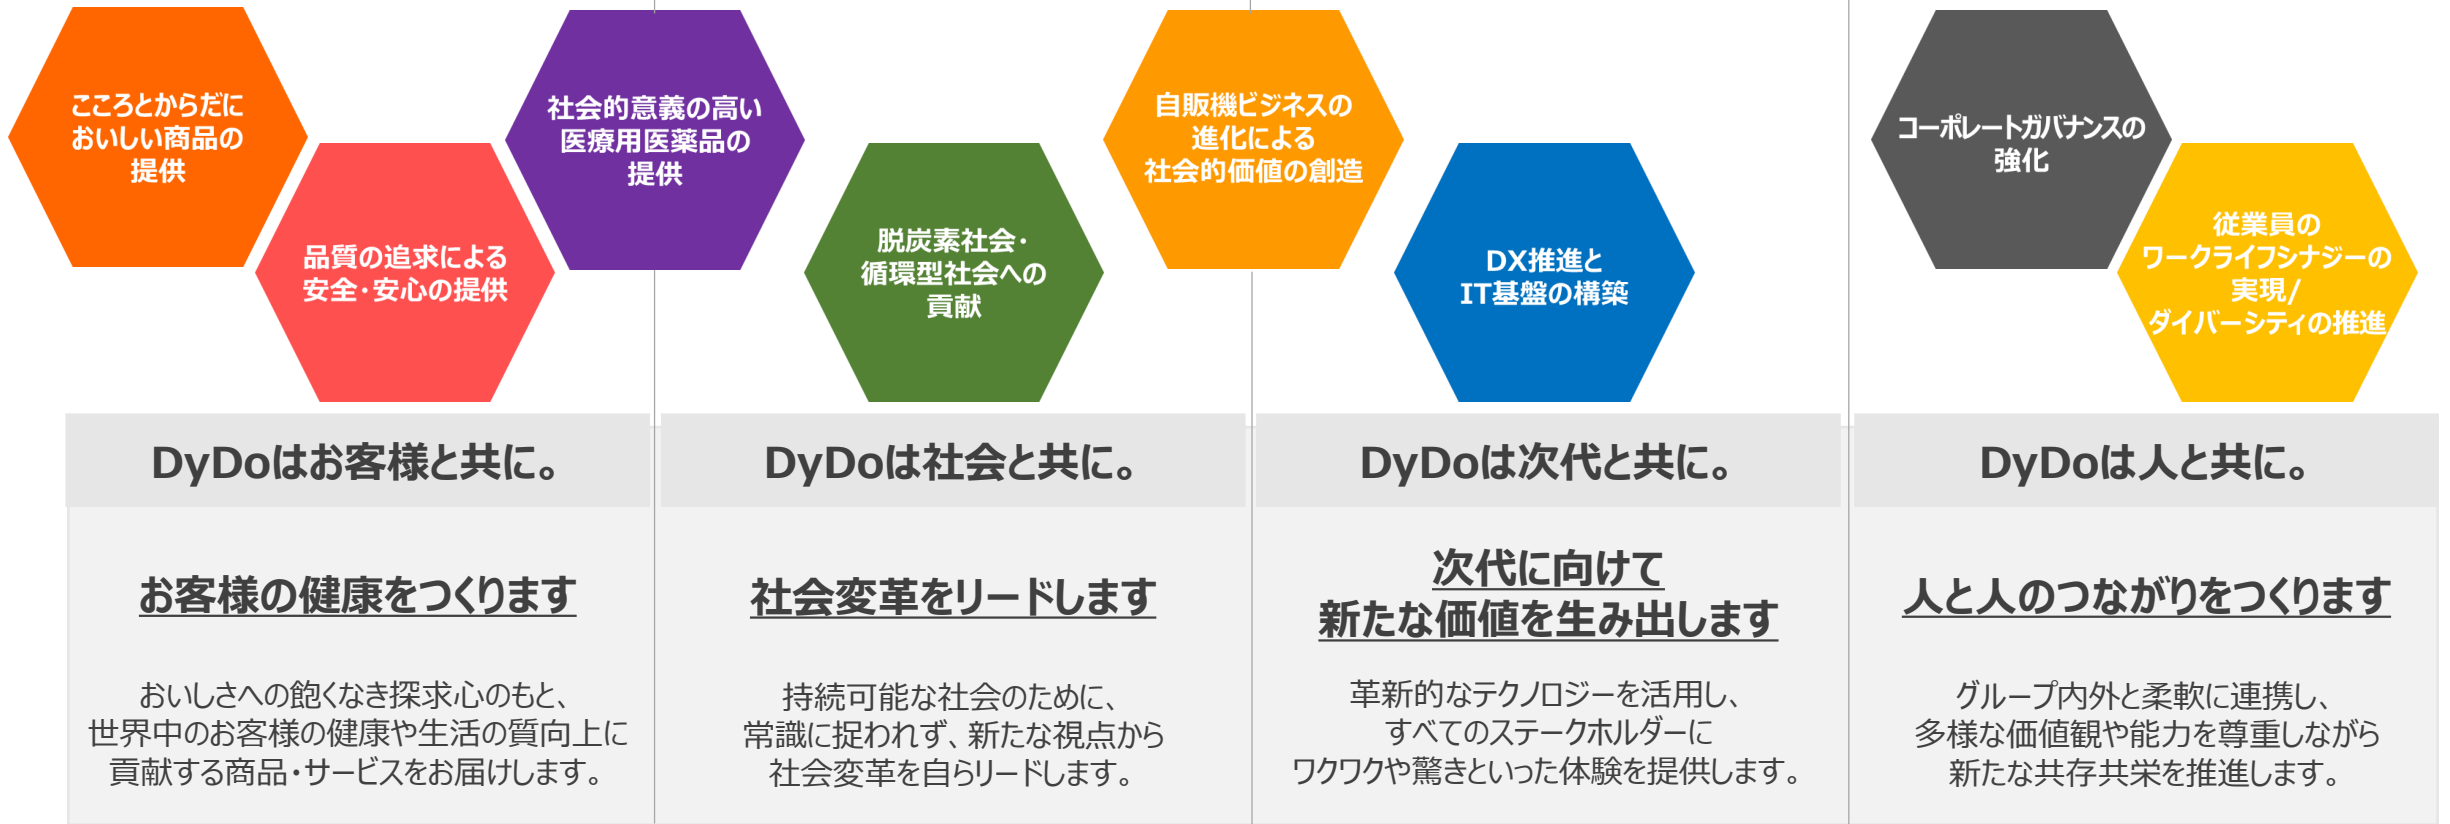 こころとからだに
おいしい商品の
提供
品質の追求による
安全・安心の提供
社会的意義の高い
医療用医薬品の
提供
脱炭素社会・
循環型社会への
貢献
自販機ビジネスの
進化による
社会的価値の創造
DX推進と
IT基盤の構築
コーポレートガバナンスの
強化
従業員の
ワークライフシナジーの
実現/
ダイバーシティの推進
DyDoはお客様と共に。
お客様の健康をつくります
おいしさへの飽くなき探求心のもと、
世界中のお客様の健康や生活の質向上に
貢献する商品・サービスをお届けします。
DyDoは社会と共に。
社会変革をリードします
持続可能な社会のために、
常識に捉われず、新たな視点から
社会変革を自らリードします。
DyDoは次代と共に。
次代に向けて
新たな価値を生み出します
革新的なテクノロジーを活用し、
すべてのステークホルダーに
ワクワクや驚きといった体験を提供します。
DyDoは人と共に。
人と人のつながりをつくります
グループ内外と柔軟に連携し、
多様な価値観や能力を尊重しながら
新たな共存共栄を推進します。